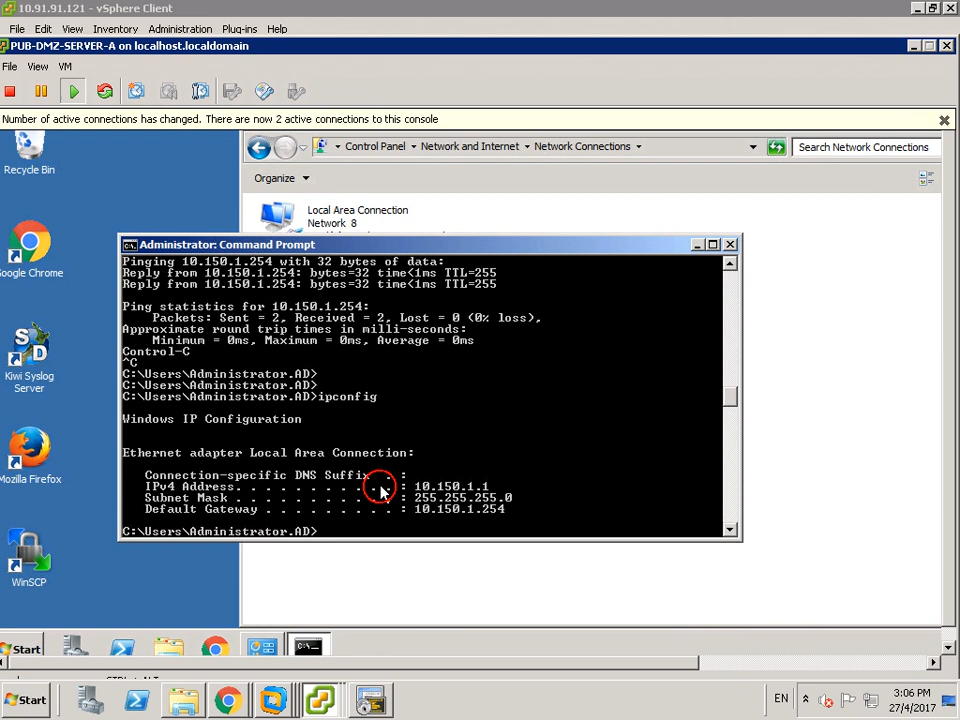 10.91.91.121 - vSphere Client
File Edit View Inventory Administration Plug-ins Help
PUB-DMZ-SERVER-A on localhost.localdomain
File View VM
Number of active connections has changed. There are now 2 active connections to this console
Recycle Bin
Google Chrome
Kiwi Syslog
Server
Mozilla Firefox
WinSCP
Control Panel Network and Internet Network Connections
Search Network Connections
Organize
Local Area Connection
Network 8
Administrator: Command Prompt
Pinging 10.150.1.254 with 32 bytes of data:
Reply from 10.150.1.254: bytes=32 time<1ms TTL=255
Reply from 10.150.1.254: bytes=32 time<1ms TTL=255
Ping statistics for 10.150.1.254:
Packets: Sent = 2, Received = 2, Lost = 0 (0% loss),
Approximate round trip times in milli-seconds:
Minimum = 0ms, Maximum = 0ms, Average = 0ms
Control-C
^C
C:\Users\Administrator.AD>
C:\Users\Administrator.AD>
C:\Users\Administrator.AD>ipconfig
Windows IP Configuration
Ethernet adapter Local Area Connection:
Connection-specific DNS Suffix . :
IPv4 Address. . . . . . . . . . . : 10.150.1.1
Subnet Mask . . . . . . . . . . . : 255.255.255.0
Default Gateway . . . . . . . . . : 10.150.1.254
C:\Users\Administrator.AD>
Start
Start
EN
3:06 PM
27/4/2017